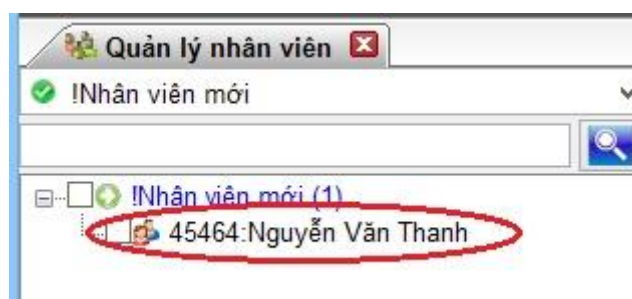 Quản lý nhân viên
!Nhân viên mới
!Nhân viên mới (1)
45464:Nguyễn Văn Thanh